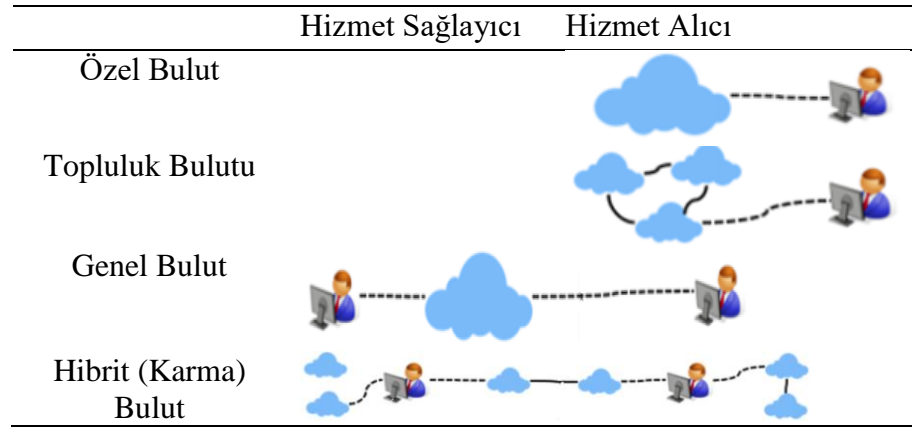 Hizmet Sağlayıcı Hizmet Alıcı
Özel Bulut
Topluluk Bulutu
Genel Bulut
Hibrit (Karma)
Bulut